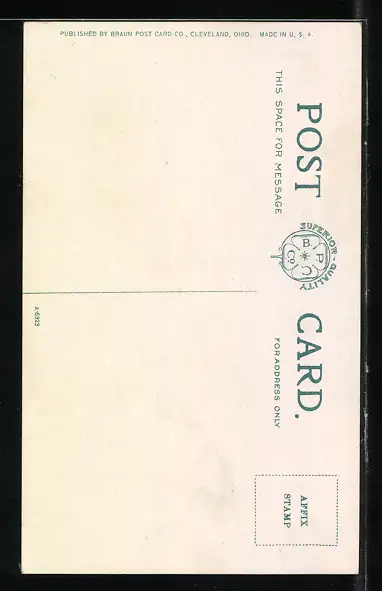 PUBLISHED BY BRAUN POST CARD CO., CLEVELAND, OHIO. MADE IN U. S. A
POST CARD.
SUPERIOR - QUALITY
B. P. C. Co.
THIS SPACE FOR MESSAGE
FOR ADDRESS ONLY
AFFIX
STAMP
A-6323